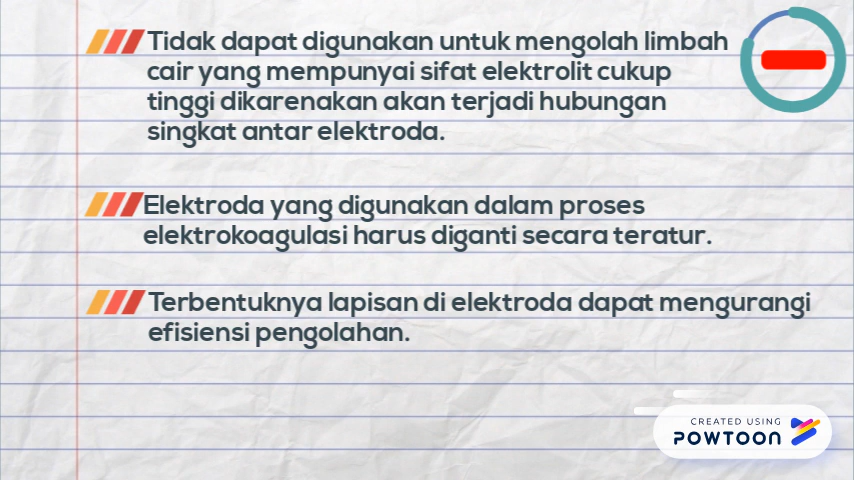 Tidak dapat digunakan untuk mengolah limbah
cair yang mempunyai sifat elektrolit cukup
tinggi dikarenakan akan terjadi hubungan
singkat antar elektroda.
Elektroda yang digunakan dalam proses
elektrokoagulasi harus diganti secara teratur.
Terbentuknya lapisan di elektroda dapat mengurangi
efisiensi pengolahan.
CREATED USING
POWTOON